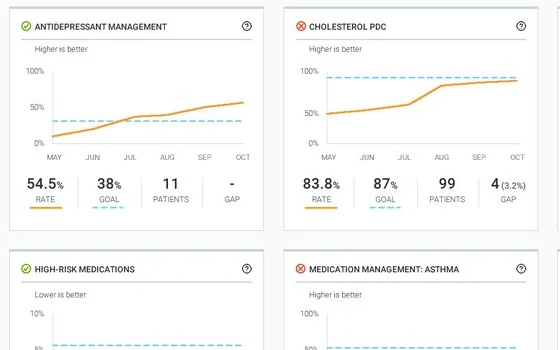 ANTIDEPRESSANT MANAGEMENT
Higher is better
100%
50%
0%
MAY JUN JUL AUG SEP OCT
54.5% 38% 11 -
RATE GOAL PATIENTS GAP
CHOLESTEROL PDC
Higher is better
100%
50%
0%
MAY JUN JUL AUG SEP OCT
83.8% 87% 99 4 (3.2%)
RATE GOAL PATIENTS GAP
HIGH-RISK MEDICATIONS
Lower is better
10%
5%
MEDICATION MANAGEMENT: ASTHMA
Higher is better
100%
50%